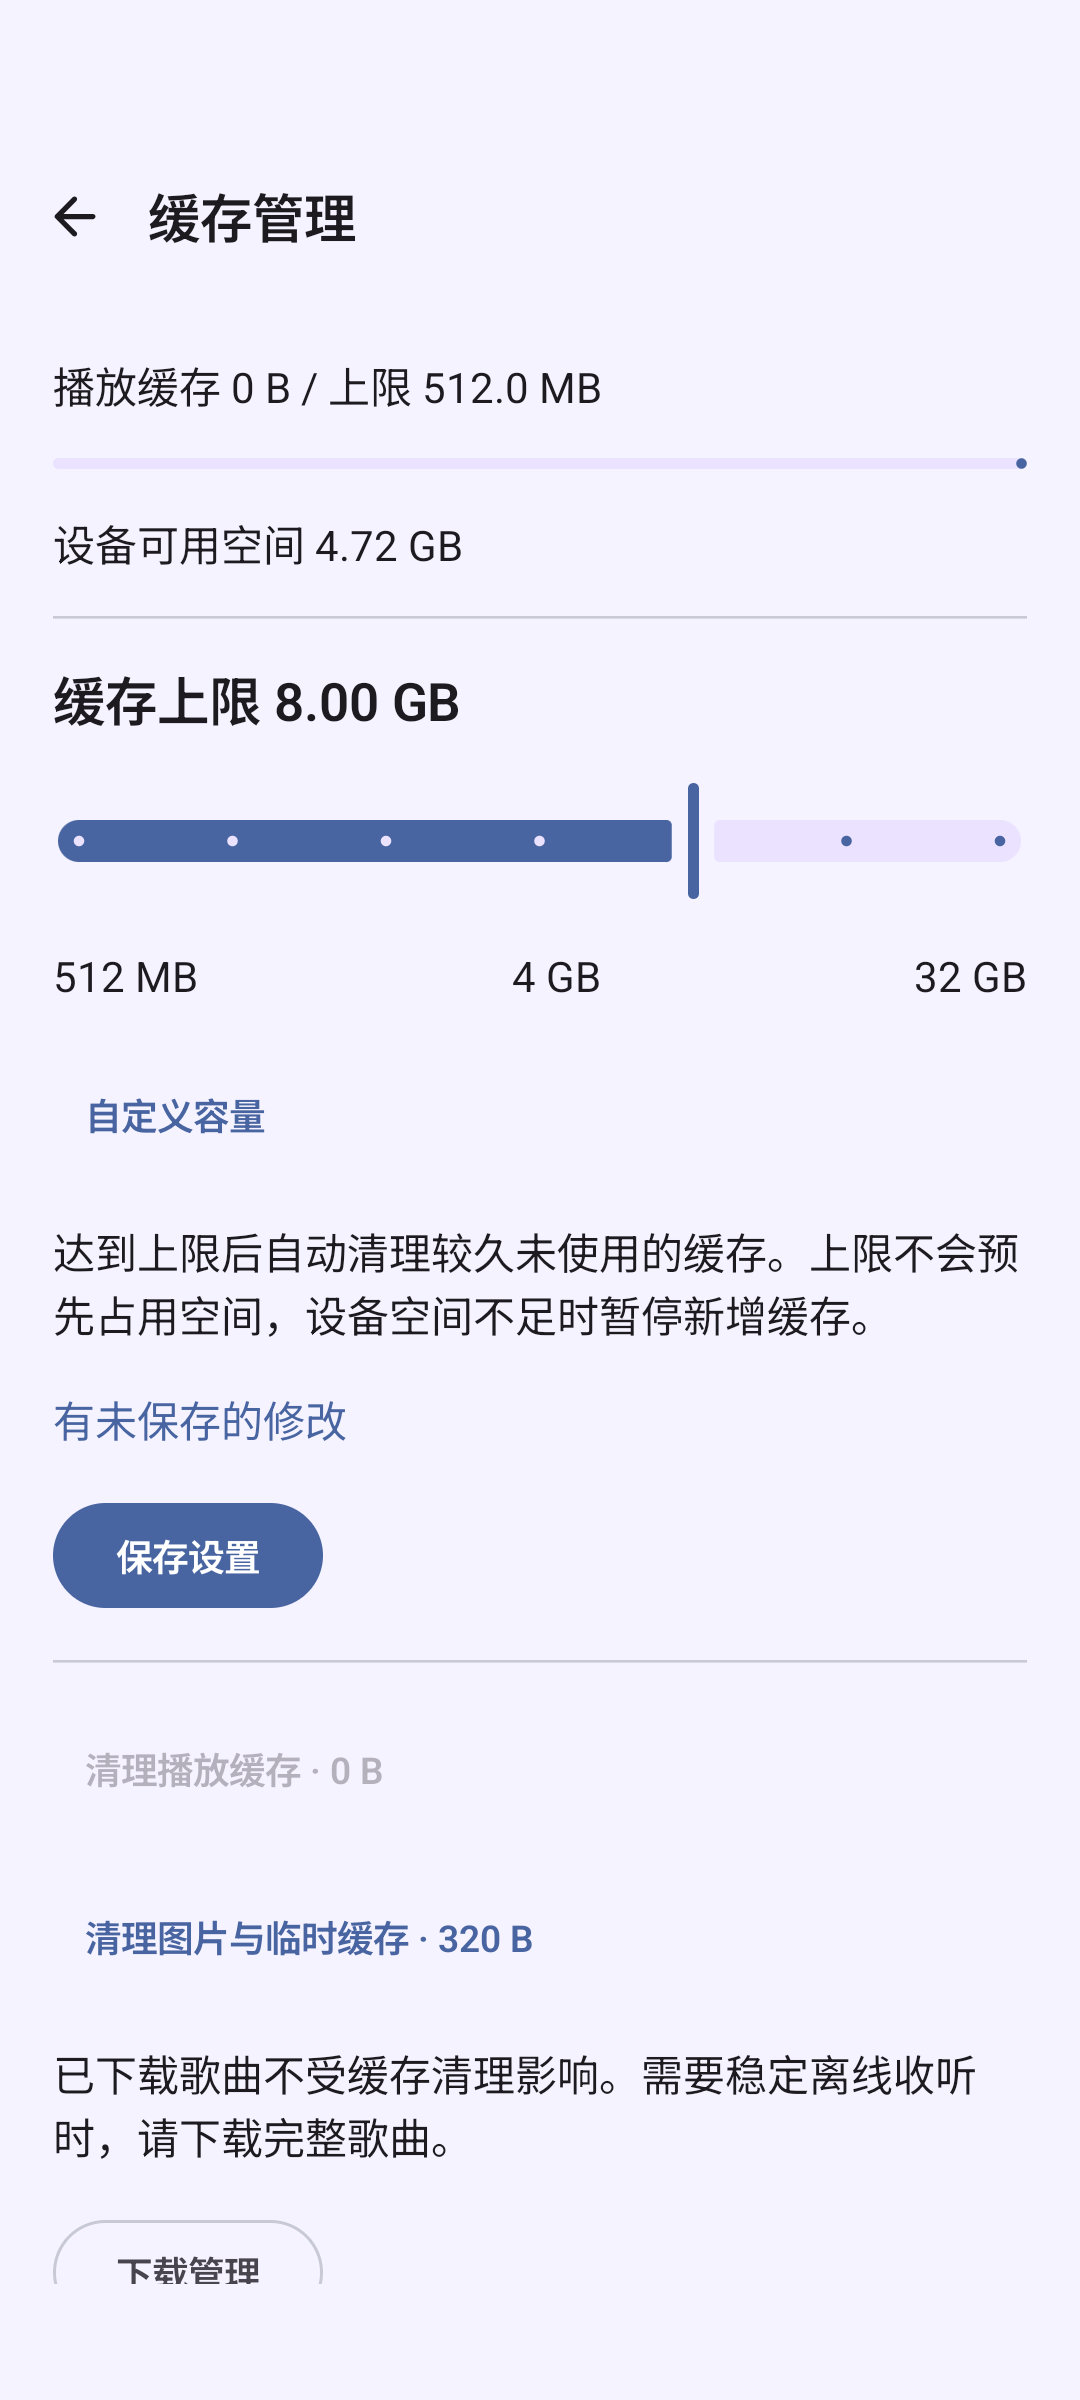 缓存管理
播放缓存 0 B / 上限 512.0 MB
设备可用空间 4.72 GB
缓存上限 8.00 GB
512 MB 4 GB 32 GB
自定义容量
达到上限后自动清理较久未使用的缓存。上限不会预
先占用空间，设备空间不足时暂停新增缓存。
有未保存的修改
保存设置
清理播放缓存 · 0 B
清理图片与临时缓存 · 320 B
已下载歌曲不受缓存清理影响。需要稳定离线收听
时，请下载完整歌曲。
下载管理